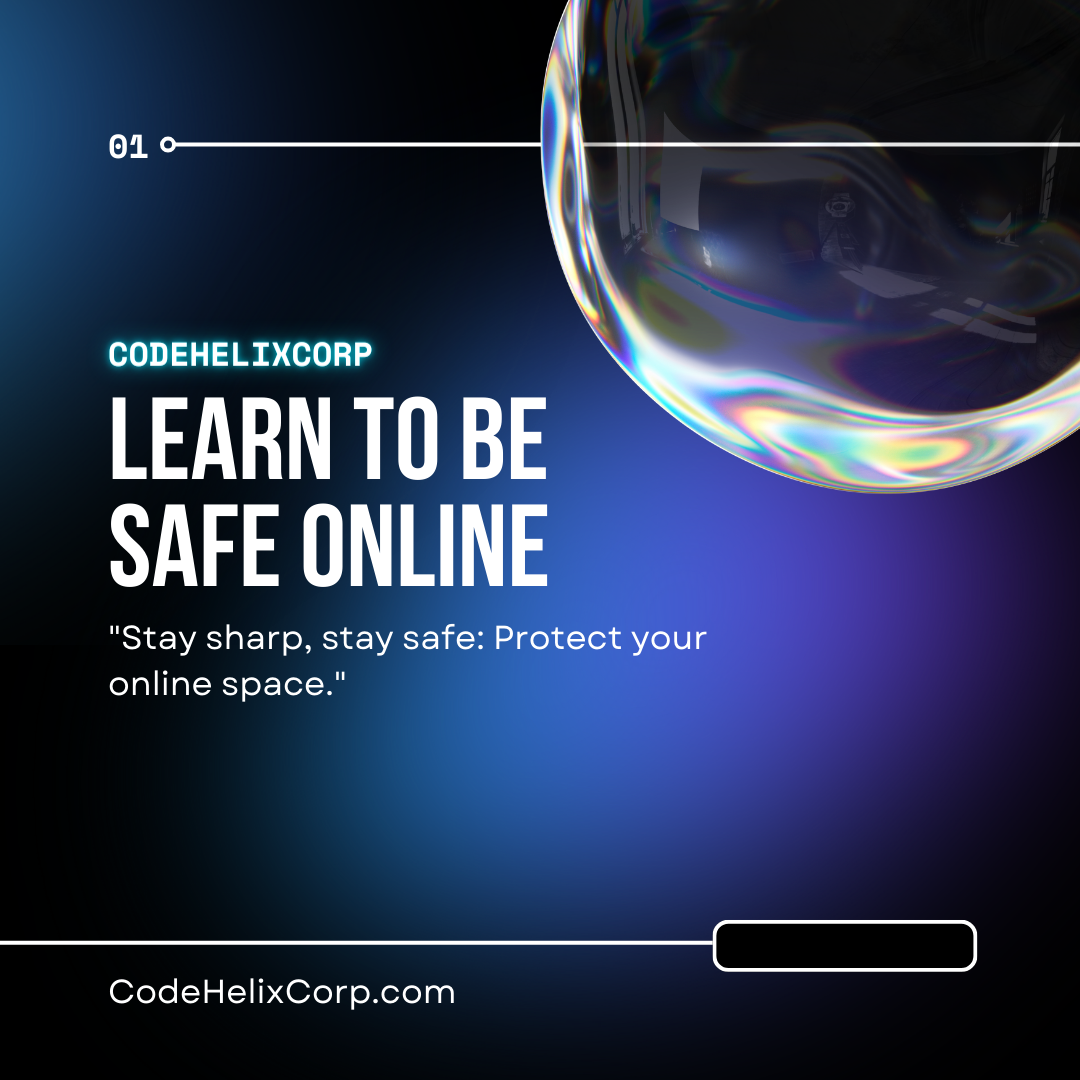 01
CODEHELIXCORP
LEARN TO BE
SAFE ONLINE
"Stay sharp, stay safe: Protect your
online space."
CodeHelixCorp.com